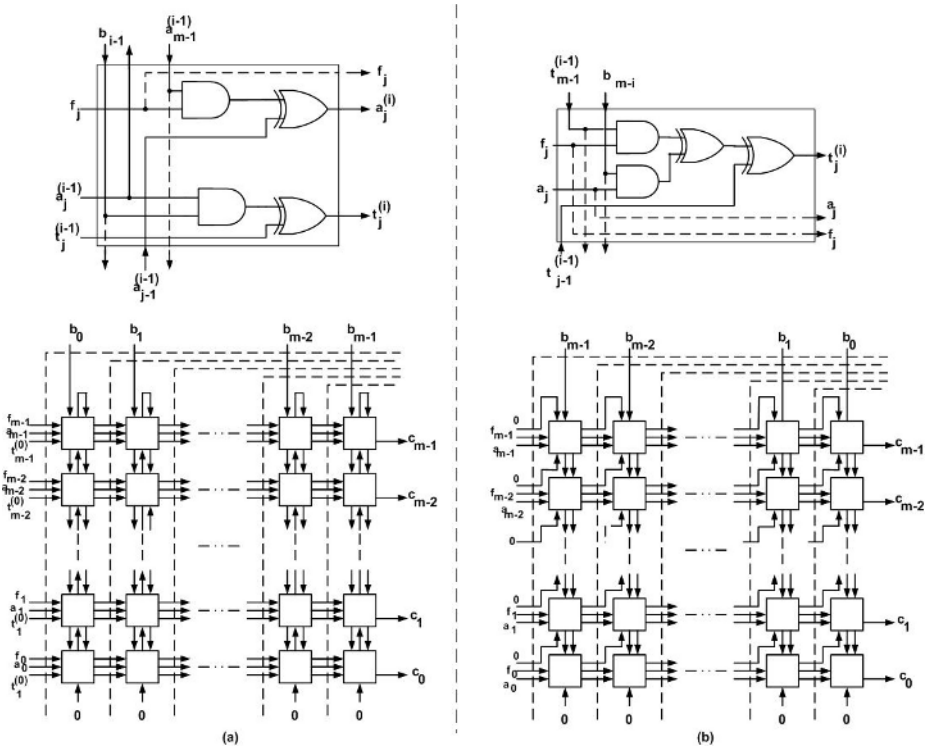 b i-1
a m-1 (i-1)
f j
f j
a j (i)
a j (i-1)
t j (i-1)
t j (i)
a j-1 (i-1)
t m-1 (i-1)
b m-i
f j
a j
t j (i)
a j
f j
t j-1 (i-1)
b 0 b 1 b m-2 b m-1
f m-1
a m-1
t m-1 (0)
c m-1
f m-2
a m-2
t m-2 (0)
c m-2
f 1
a 1
t 1 (0)
c 1
f 0
a 0
t 1 (0)
c 0
0 0 0 0
(a)
b m-1 b m-2 b 1 b 0
0
f m-1
a m-1
c m-1
0
f m-2
a m-2
c m-2
0
0
f 1
a 1
c 1
0
f 0
a 0
c 0
0 0 0 0
(b)